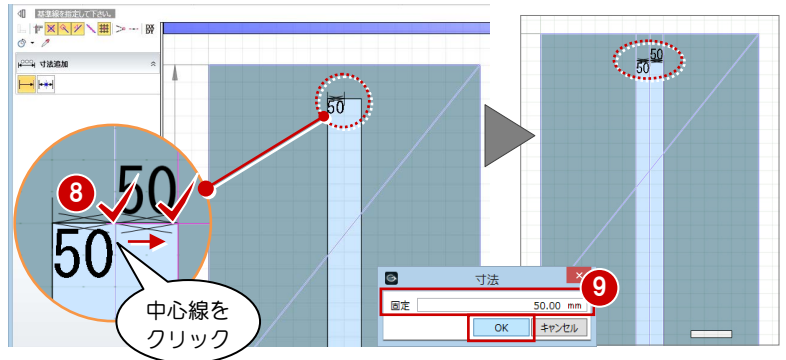 基準線を指定して下さい。
DXF
寸法追加
50
50
50
8
50
50
中心線を
クリック
寸法
9
固定 50.00 mm
OK キャンセル